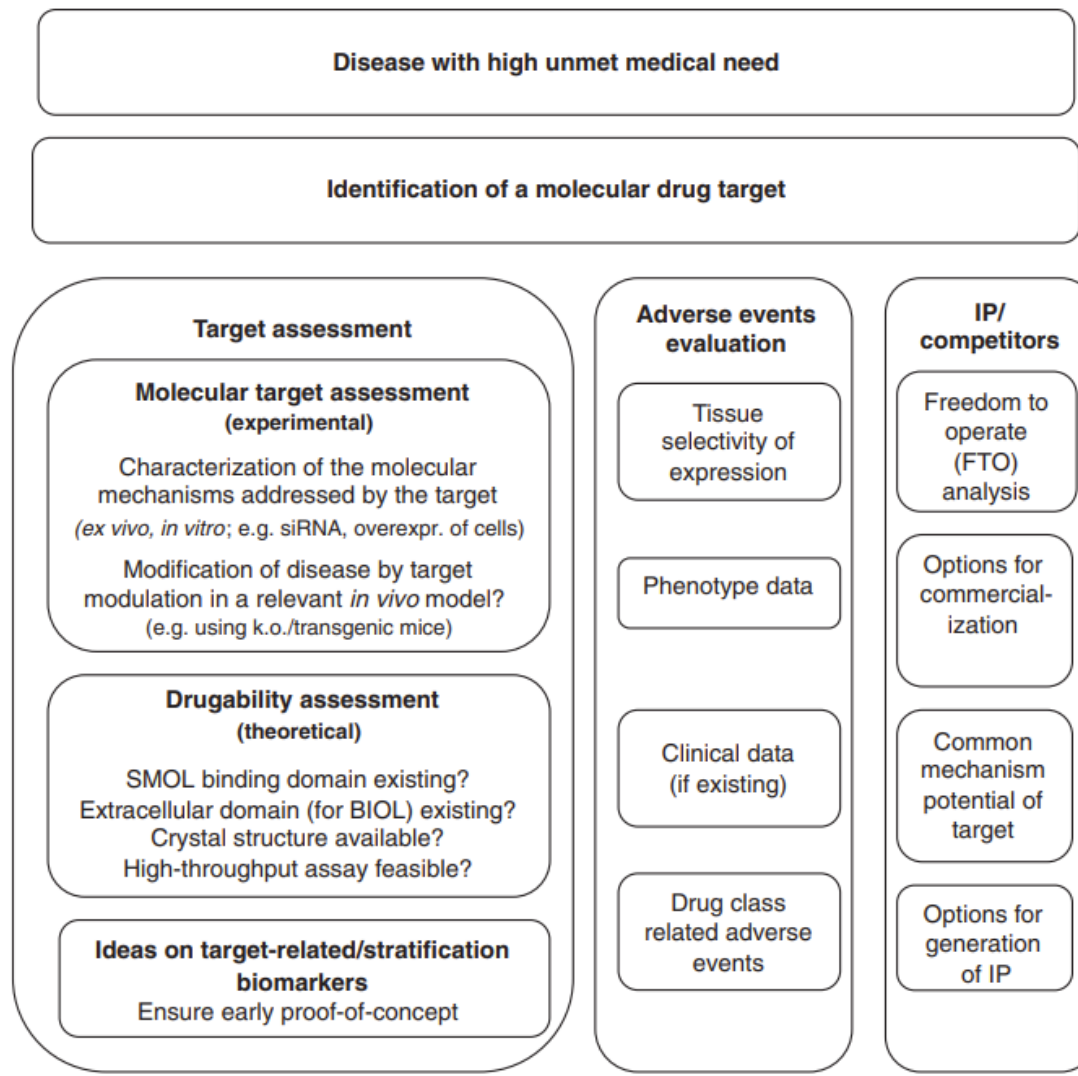 Disease with high unmet medical need
Identification of a molecular drug target
Target assessment
Molecular target assessment
(experimental)
Characterization of the molecular
mechanisms addressed by the target
(ex vivo, in vitro; e.g. siRNA, overexpr. of cells)
Modification of disease by target
modulation in a relevant in vivo model?
(e.g. using k.o./transgenic mice)
Drugability assessment
(theoretical)
SMOL binding domain existing?
Extracellular domain (for BIOL) existing?
Crystal structure available?
High-throughput assay feasible?
Ideas on target-related/stratification
biomarkers
Ensure early proof-of-concept
Adverse events
evaluation
Tissue
selectivity of
expression
Phenotype data
Clinical data
(if existing)
Drug class
related adverse
events
IP/
competitors
Freedom to
operate
(FTO)
analysis
Options for
commercial-
ization
Common
mechanism
potential of
target
Options for
generation
of IP